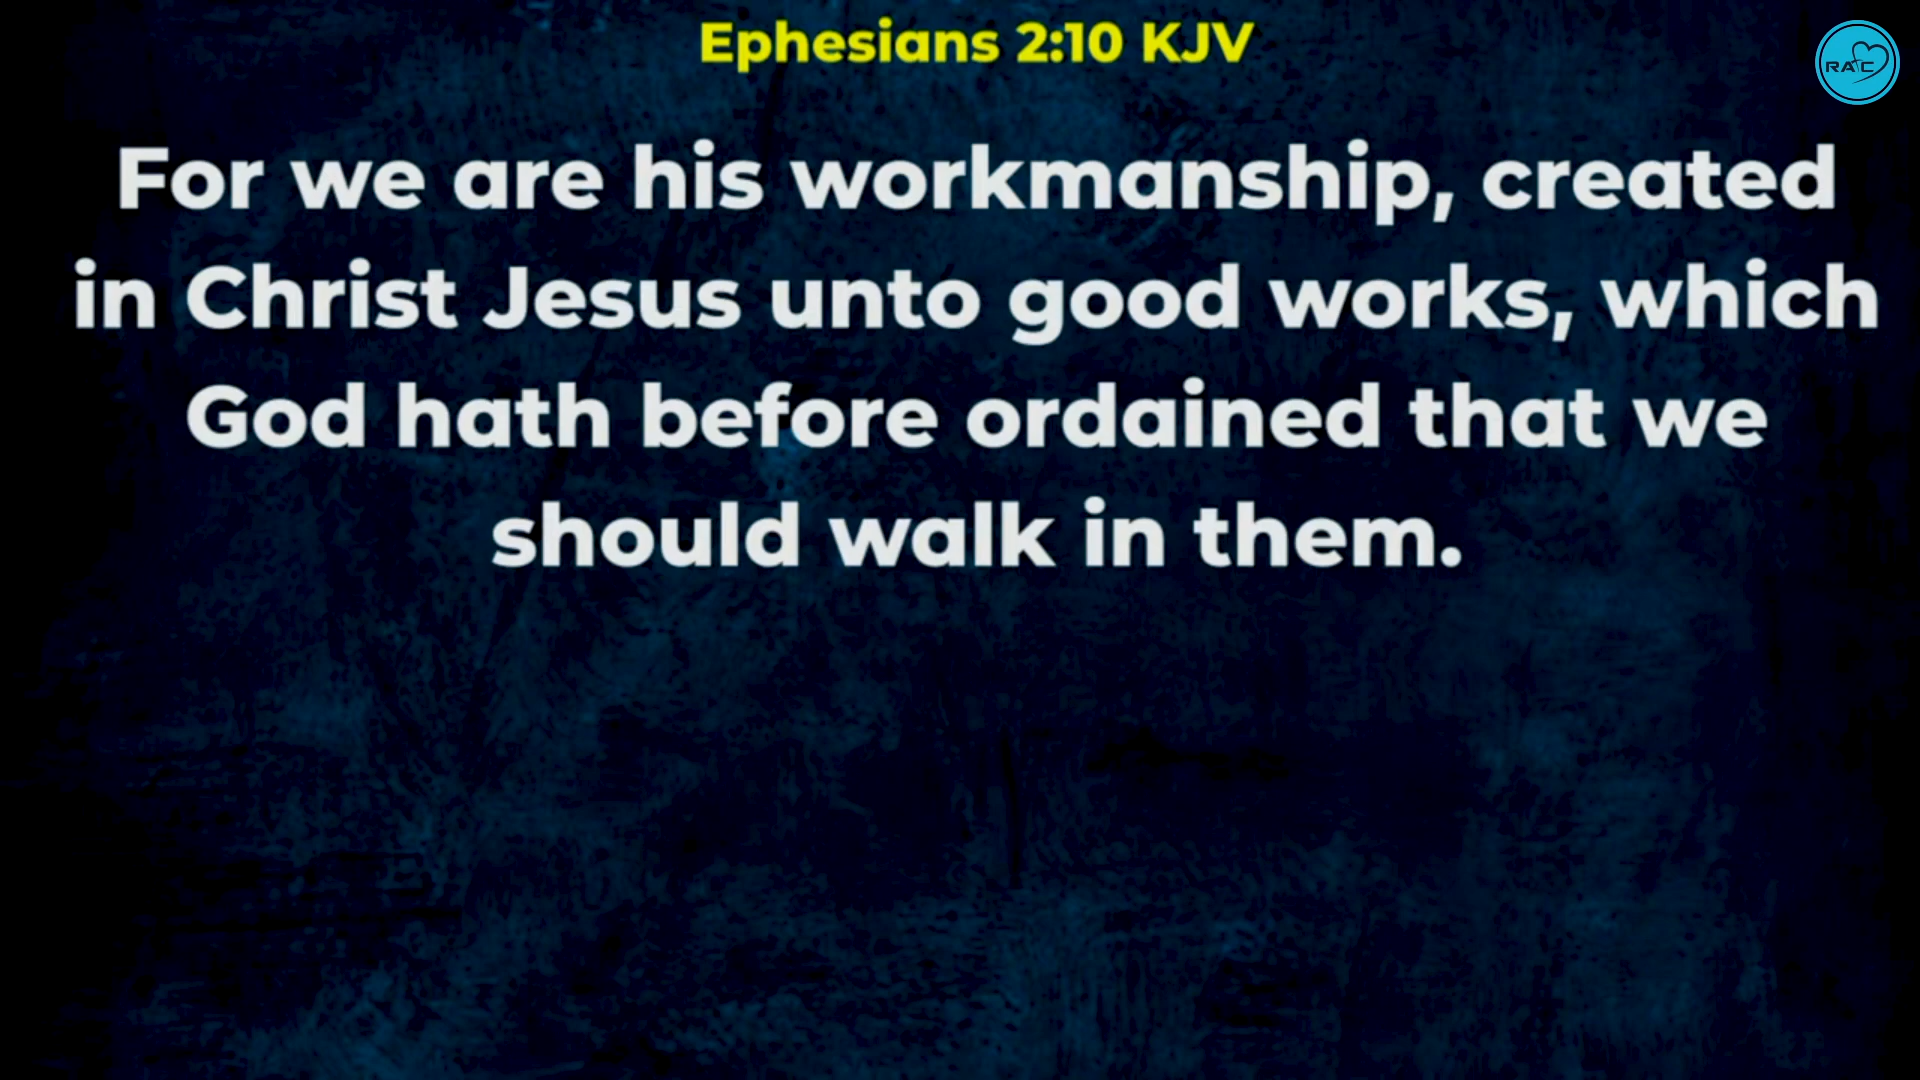 Ephesians 2:10 KJV
RAFC
For we are his workmanship, created
in Christ Jesus unto good works, which
God hath before ordained that we
should walk in them.